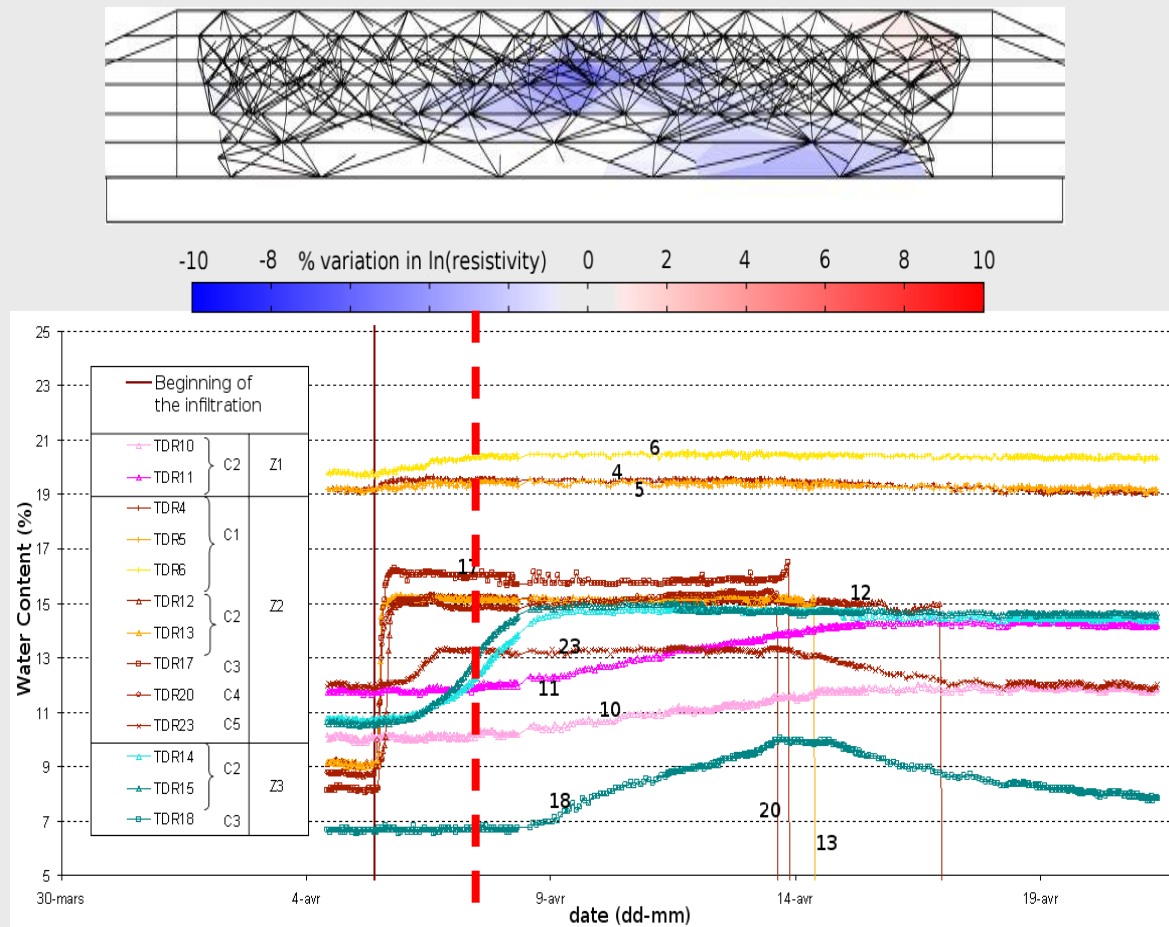 -10 -8 % variation in ln(resistivity) 0 2 4 6 8 10
25
23
21
19
17
15
13
11
9
7
5
Water Content (%)
Beginning of
the infiltration
TDR10
TDR11
C2
Z1
TDR4
TDR5
TDR6
C1
TDR12
TDR13
C2
TDR17 C3
TDR20 C4
TDR23 C5
Z2
TDR14
TDR15
C2
TDR18 C3
Z3
6
4
5
17
12
23
11
10
18
20
13
30-mars 4-avr 9-avr 14-avr 19-avr
date (dd-mm)